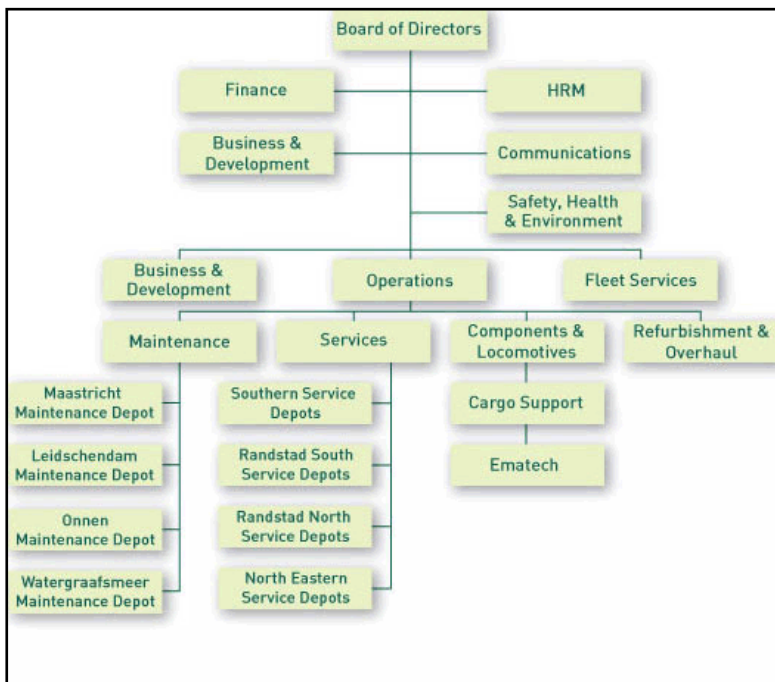 Board of Directors
Finance
HRM
Business &
Development
Communications
Safety, Health
& Environment
Business &
Development
Operations
Fleet Services
Maintenance
Services
Components &
Locomotives
Refurbishment &
Overhaul
Maastricht
Maintenance Depot
Southern Service
Depots
Cargo Support
Leidschendam
Maintenance Depot
Randstad South
Service Depots
Ematech
Onnen
Maintenance Depot
Randstad North
Service Depots
Watergraafsmeer
Maintenance Depot
North Eastern
Service Depots